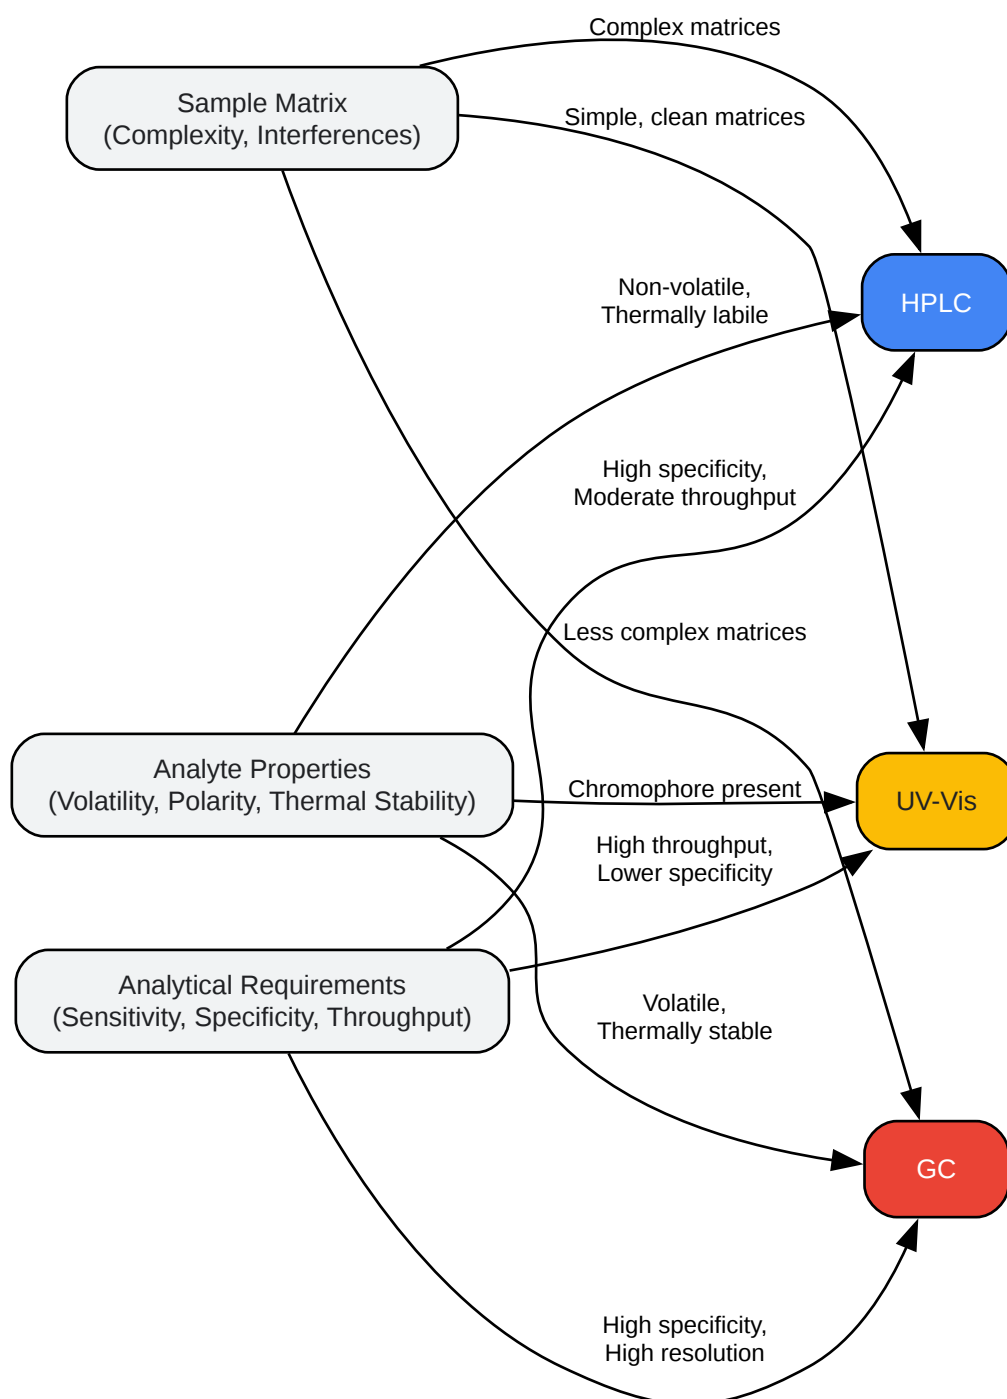 Complex matrices
Sample Matrix
(Complexity, Interferences)
Simple, clean matrices
Non-volatile,
Thermally labile
HPLC
High specificity,
Moderate throughput
Less complex matrices
Analyte Properties
(Volatility, Polarity, Thermal Stability)
Chromophore present
UV-Vis
High throughput,
Lower specificity
Analytical Requirements
(Sensitivity, Specificity, Throughput)
Volatile,
Thermally stable
GC
High specificity,
High resolution